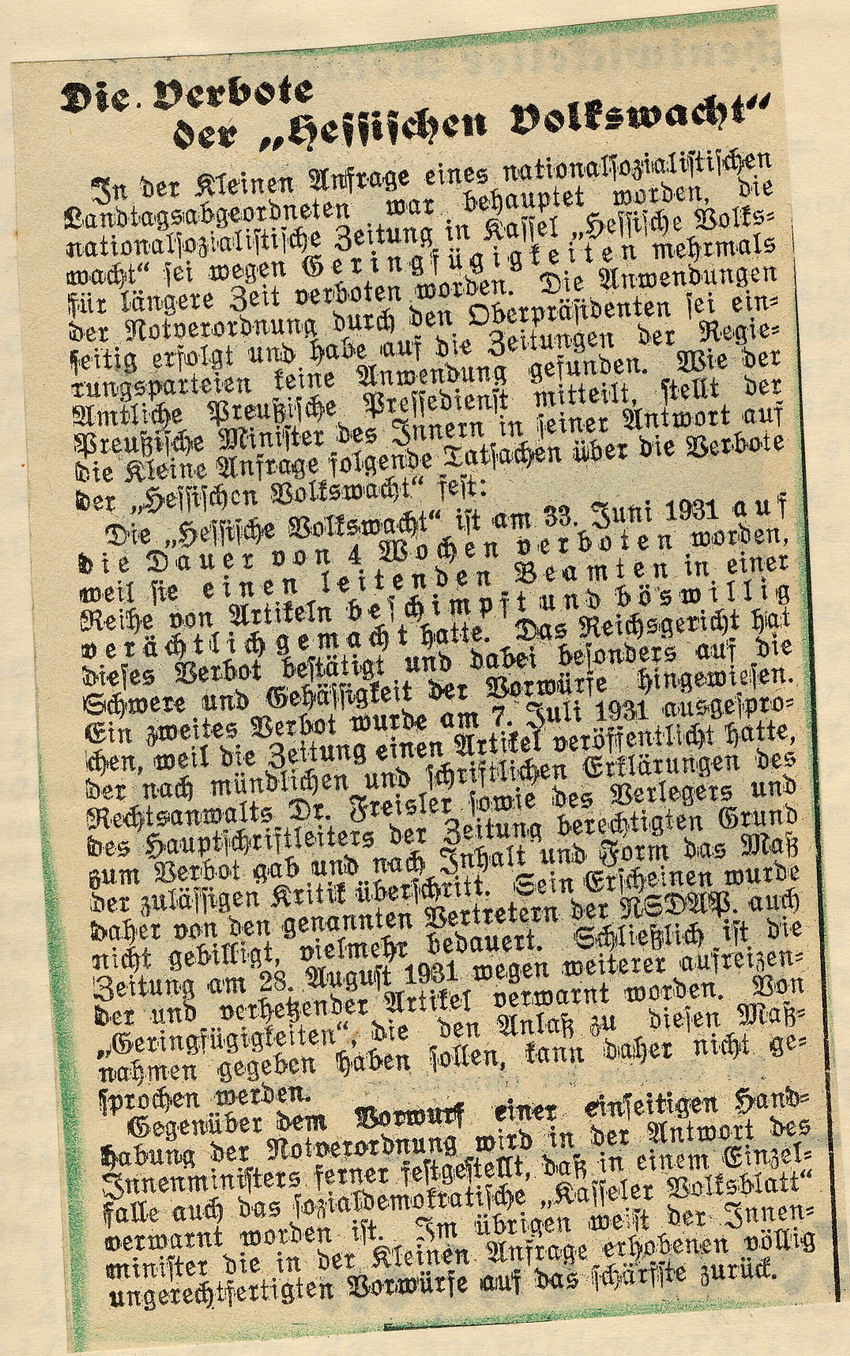 Die Verbote
der „Hessischen Volkswacht“
In der Kleinen Anfrage eines nationalsozialistischen
Landtagsabgeordneten war behauptet worden, die
nationalsozialistische Zeitung in Kassel „Hessische Volks-
wacht“ sei wegen Geringfügigkeiten mehrmals
für längere Zeit verboten worden. Die Anwendungen
der Notverordnung durch den Oberpräsidenten sei ein-
seitig erfolgt und habe auf die Zeitungen der Regie-
rungsparteien keine Anwendung gefunden. Wie der
Amtliche Preußische Pressedienst mitteilt, stellt der
Preußische Minister des Innern in seiner Antwort auf
die Kleine Anfrage folgende Tatsachen über die Verbote
der „Hessischen Volkswacht“ fest:
Die „Hessische Volkswacht“ ist am 33. Juni 1931 auf
die Dauer von 4 Wochen verboten worden,
weil sie einen leitenden Beamten in einer
Reihe von Artikeln beschimpft und böswillig
verächtlich gemacht hatte. Das Reichsgericht hat
dieses Verbot bestätigt und dabei besonders auf die
Schwere und Gehässigkeit der Vorwürfe hingewiesen.
Ein zweites Verbot wurde am 7. Juli 1931 ausgespro-
chen, weil die Zeitung einen Artikel veröffentlicht hatte,
der nach mündlichen und schriftlichen Erklärungen des
Rechtsanwalts Dr. Freisler sowie des Verlegers und
des Hauptschriftleiters der Zeitung berechtigten Grund
zum Verbot gab und nach Inhalt und Form das Maß
der zulässigen Kritik überschritt. Sein Erscheinen wurde
daher von den genannten Vertretern der NSDAP. auch
nicht gebilligt, vielmehr bedauert. Schließlich ist die
Zeitung am 28. August 1931 wegen weiterer aufreizen-
der und verhetzender Artikel verwarnt worden. Von
„Geringfügigkeiten“, die den Anlaß zu diesen Maß-
nahmen gegeben haben sollen, kann daher nicht ge-
sprochen werden.
Gegenüber dem Vorwurf einer einseitigen Hand-
habung der Notverordnung wird in der Antwort des
Innenministers ferner festgestellt, daß in einem Einzel-
falle auch das sozialdemokratische „Kasseler Volksblatt“
verwarnt worden ist. Im übrigen weist der Innen-
minister die in der Kleinen Anfrage erhobenen völlig
ungerechtfertigten Vorwürfe auf das schärfste zurück.